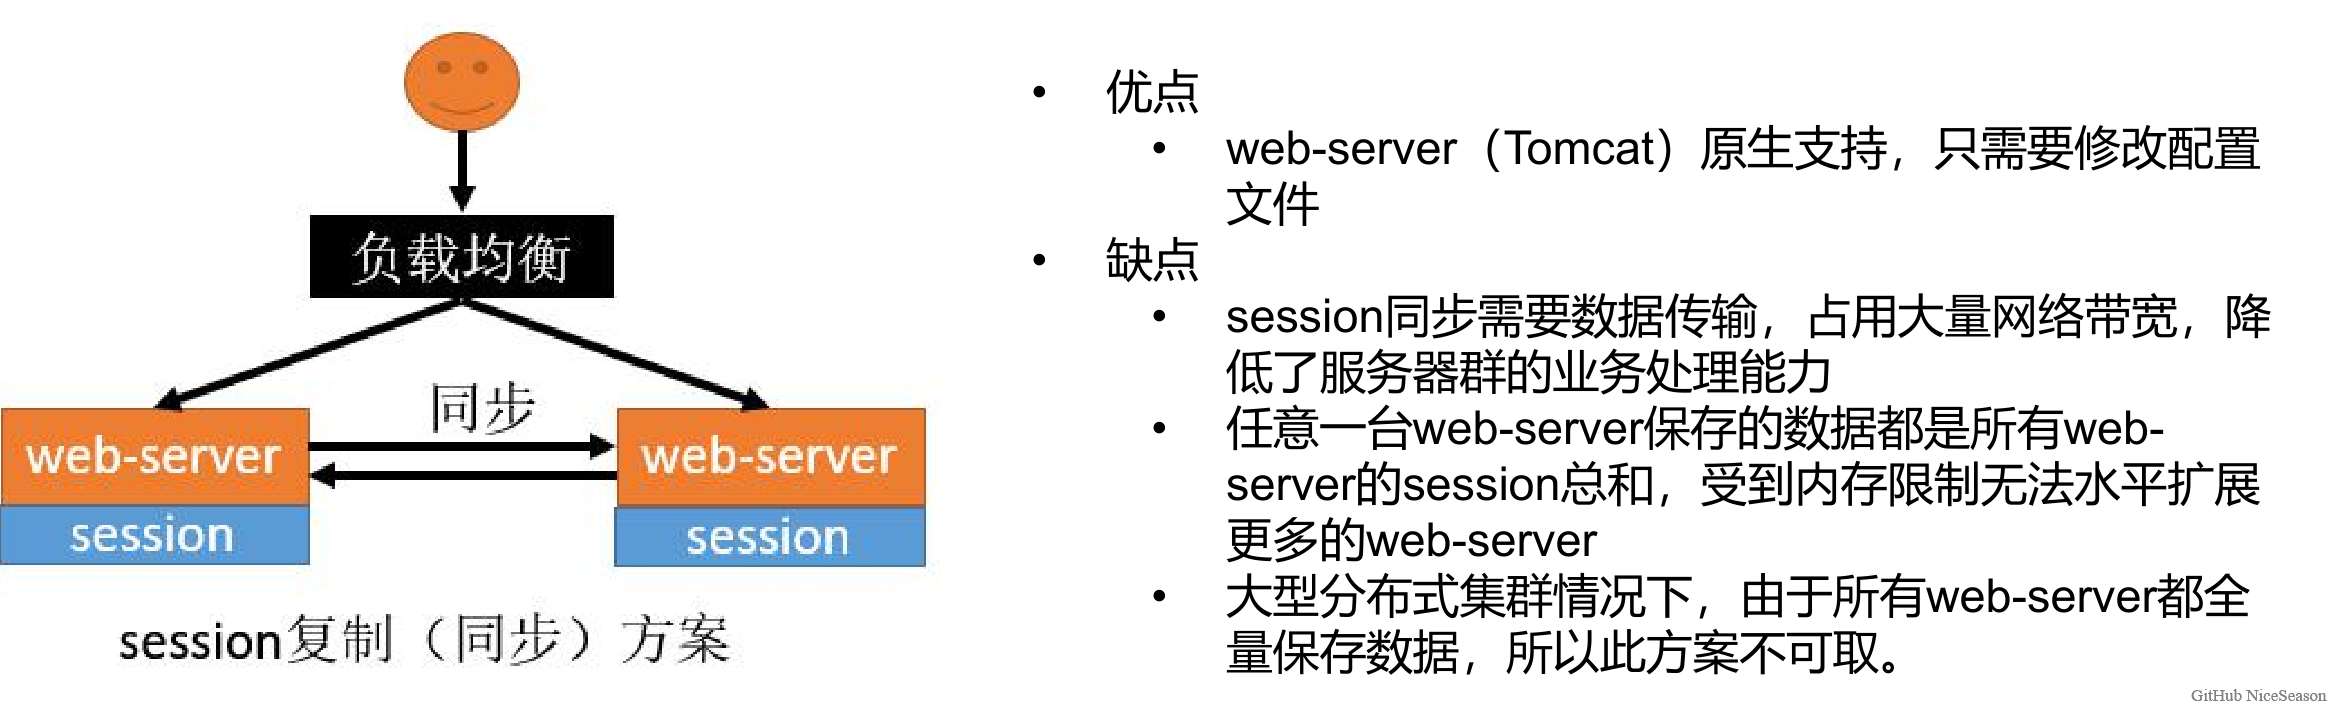 负载均衡
同步
web-server
web-server
session
session
session复制（同步）方案
• 优点
• web-server（Tomcat）原生支持，只需要修改配置
文件
• 缺点
• session同步需要数据传输，占用大量网络带宽，降
低了服务器群的业务处理能力
• 任意一台web-server保存的数据都是所有web-
server的session总和，受到内存限制无法水平扩展
更多的web-server
• 大型分布式集群情况下，由于所有web-server都全
量保存数据，所以此方案不可取。
GitHub NiceSeason